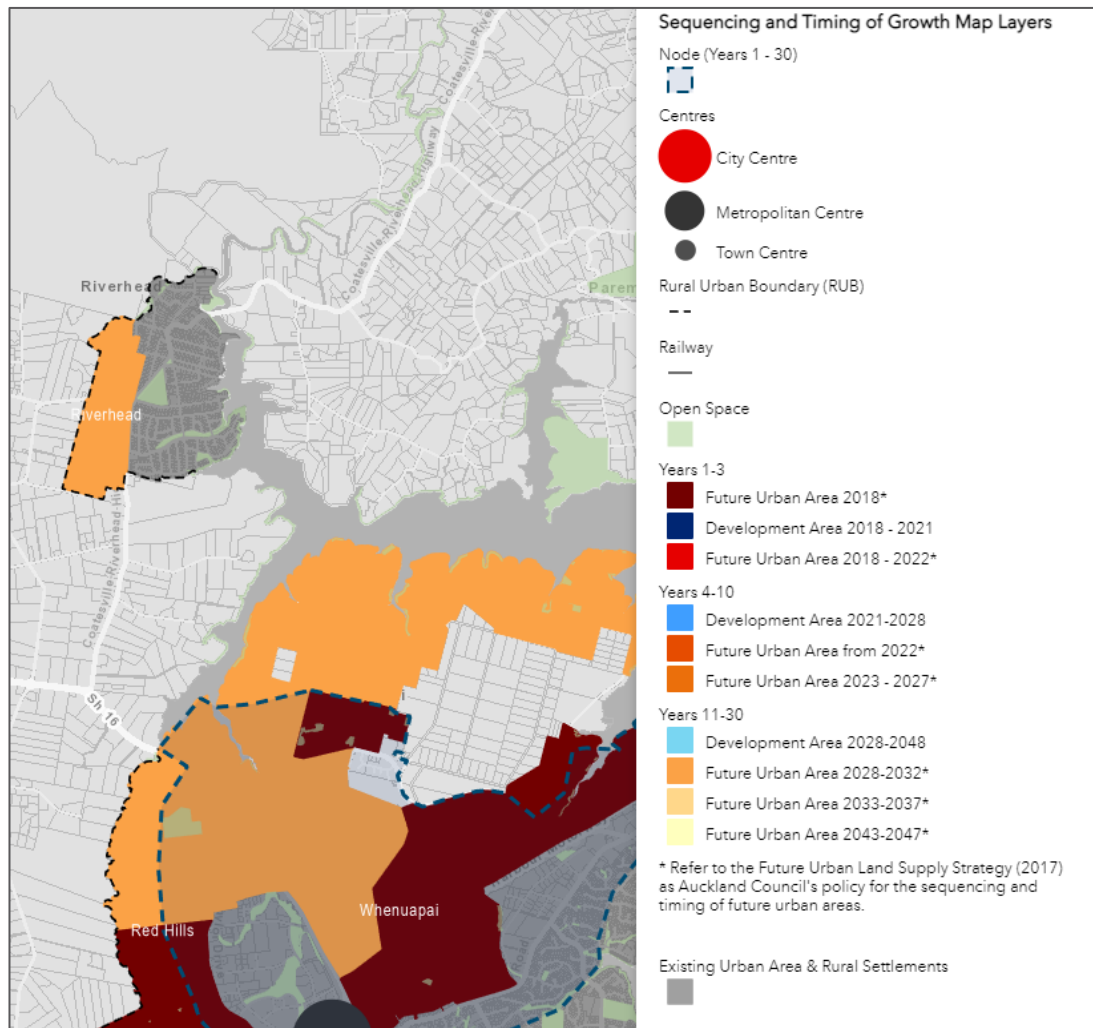 Sequencing and Timing of Growth Map Layers
Node (Years 1 - 30)
Centres
City Centre
Metropolitan Centre
Town Centre
Rural Urban Boundary (RUB)
Railway
Open Space
Years 1-3
Future Urban Area 2018*
Development Area 2018 - 2021
Future Urban Area 2018 - 2022*
Years 4-10
Development Area 2021-2028
Future Urban Area from 2022*
Future Urban Area 2023 - 2027*
Years 11-30
Development Area 2028-2048
Future Urban Area 2028-2032*
Future Urban Area 2033-2037*
Future Urban Area 2043-2047*
* Refer to the Future Urban Land Supply Strategy (2017)
as Auckland Council's policy for the sequencing and
timing of future urban areas.
Existing Urban Area & Rural Settlements
Coatesville
Coatesville-Riverhead Highway
Coatesville-Riverhead Highway
Riverhead
Parem
Riverhead
Coatesville-Riverhead Hi
Sh 16
Whenuapai
Red Hills